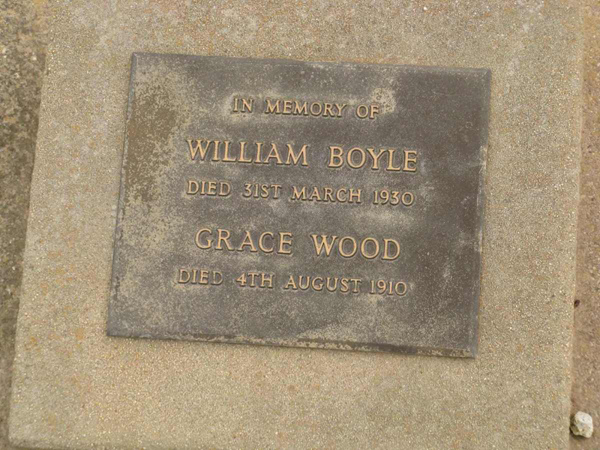 IN MEMORY OF
WILLIAM BOYLE
DIED 31ST MARCH 1930
GRACE WOOD
DIED 4TH AUGUST 1910